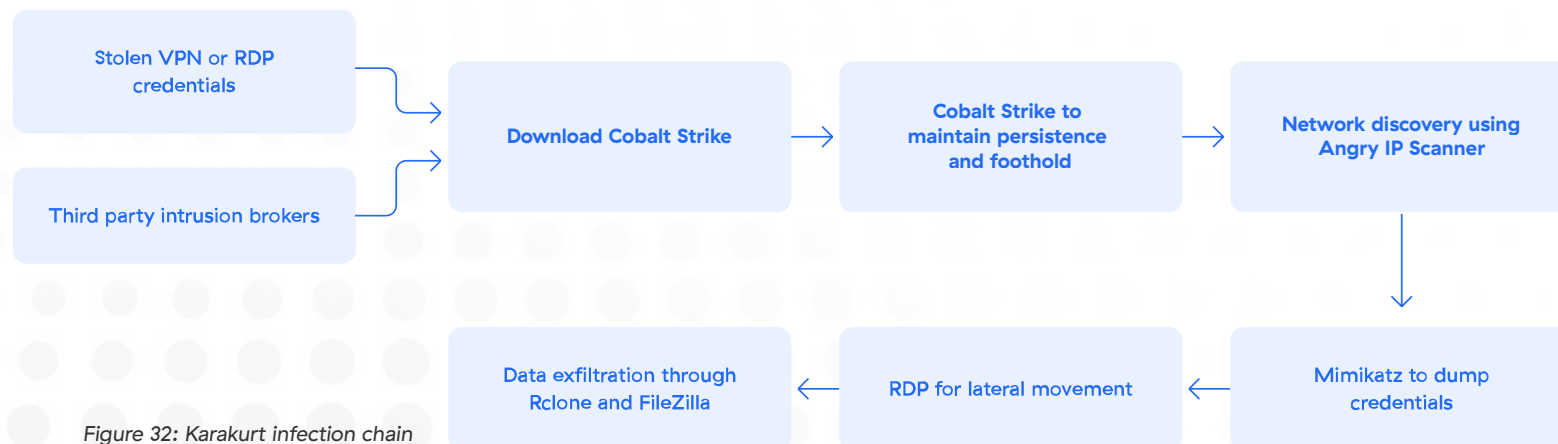 Stolen VPN or RDP
credentials
Third party intrusion brokers
Download Cobalt Strike
Cobalt Strike to
maintain persistence
and foothold
Network discovery using
Angry IP Scanner
Mimikatz to dump
credentials
RDP for lateral movement
Data exfiltration through
Rclone and FileZilla
Figure 32: Karakurt infection chain